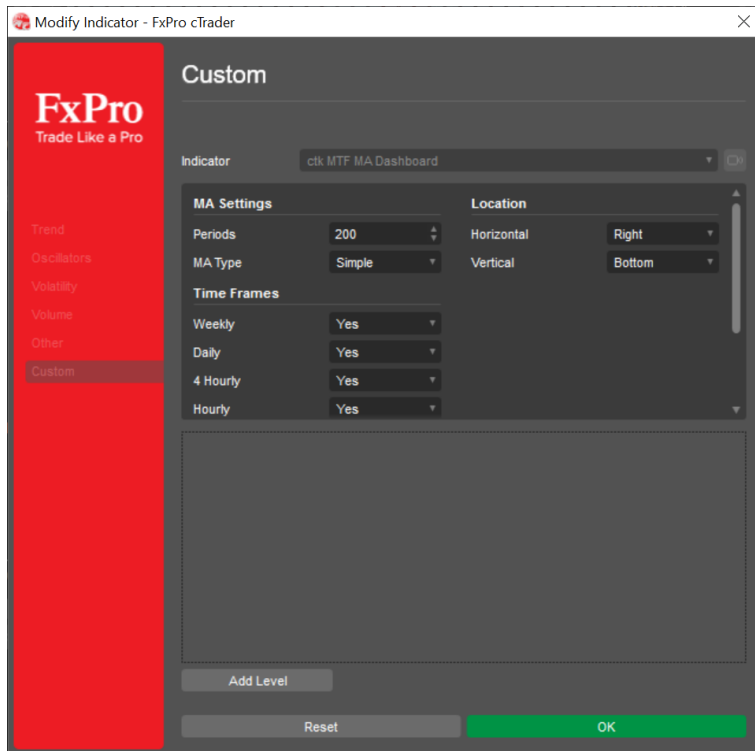 Modify Indicator - FxPro cTrader
FxPro
Trade Like a Pro
Trend
Oscillators
Volatility
Volume
Other
Custom
Custom
Indicator ctk MTF MA Dashboard
MA Settings Location
Periods 200 Horizontal Right
MA Type Simple Vertical Bottom
Time Frames
Weekly Yes
Daily Yes
4 Hourly Yes
Hourly Yes
Add Level
Reset OK